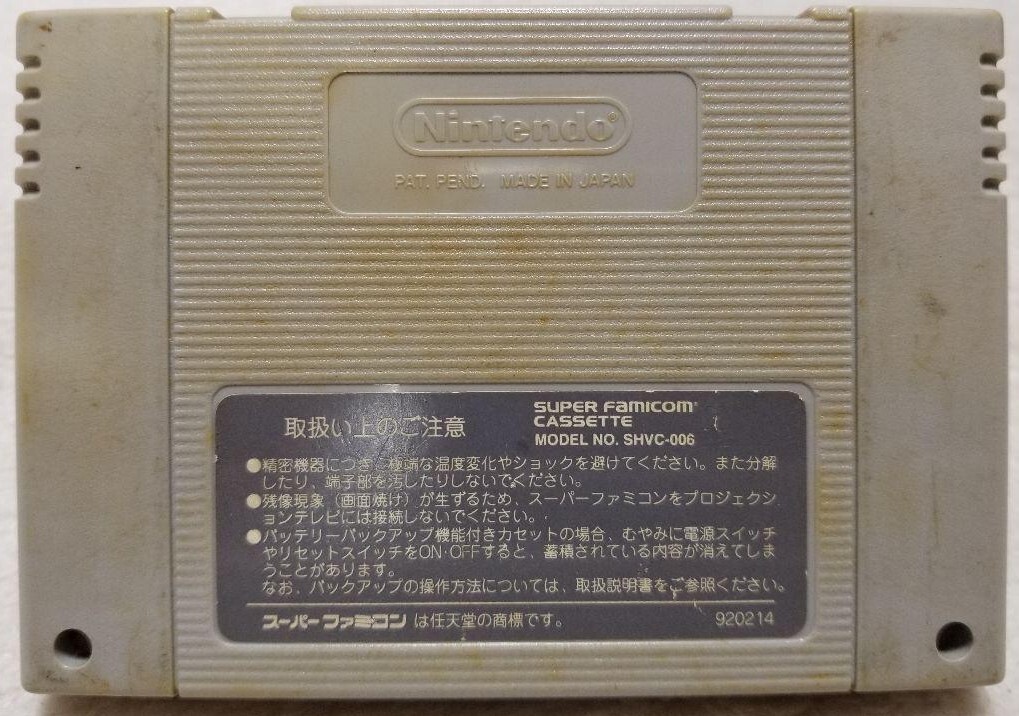 Nintendo®
PAT. PEND. MADE IN JAPAN
取扱い上のご注意
SUPER FAMICOM
CASSETTE
MODEL NO. SHVC-006
●精密機器につき、極端な温度変化やショックを避けてください。また分解
したり、端子部を汚したりしないでください。
●残像現象(画面焼け)が生ずるため、スーパーファミコンをプロジェクシ
ョンテレビには接続しないでください。
●バッテリーバックアップ機能付きカセットの場合、むやみに電源スイッチ
やリセットスイッチをON・OFFすると、蓄積されている内容が消えてしま
うことがあります。
なお、バックアップの操作方法については、取扱説明書をご参照ください。
スーパーファミコンは任天堂の商標です。
920214